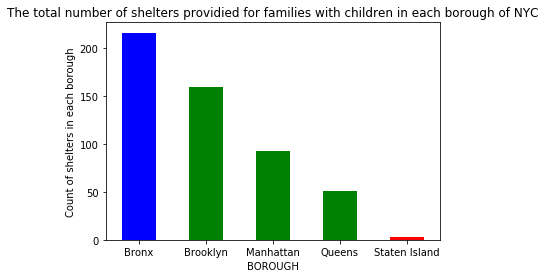 The total number of shelters providied for families with children in each borough of NYC
Count of shelters in each borough
200
150
100
50
0
Bronx Brooklyn Manhattan Queens Staten Island
BOROUGH